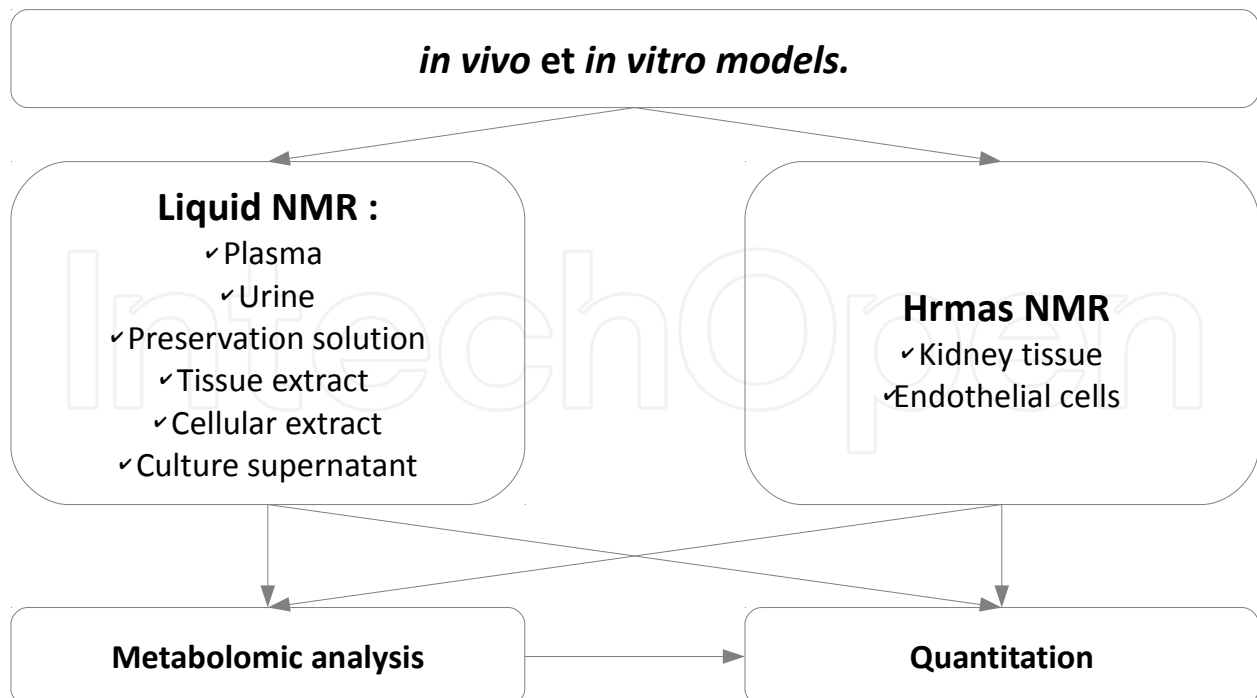 in vivo et in vitro models.
Liquid NMR :
✔Plasma
✔Urine
✔Preservation solution
✔Tissue extract
✔Cellular extract
✔Culture supernatant
Hrmas NMR
✔Kidney tissue
✔Endothelial cells
IntechOpen
Metabolomic analysis
Quantitation